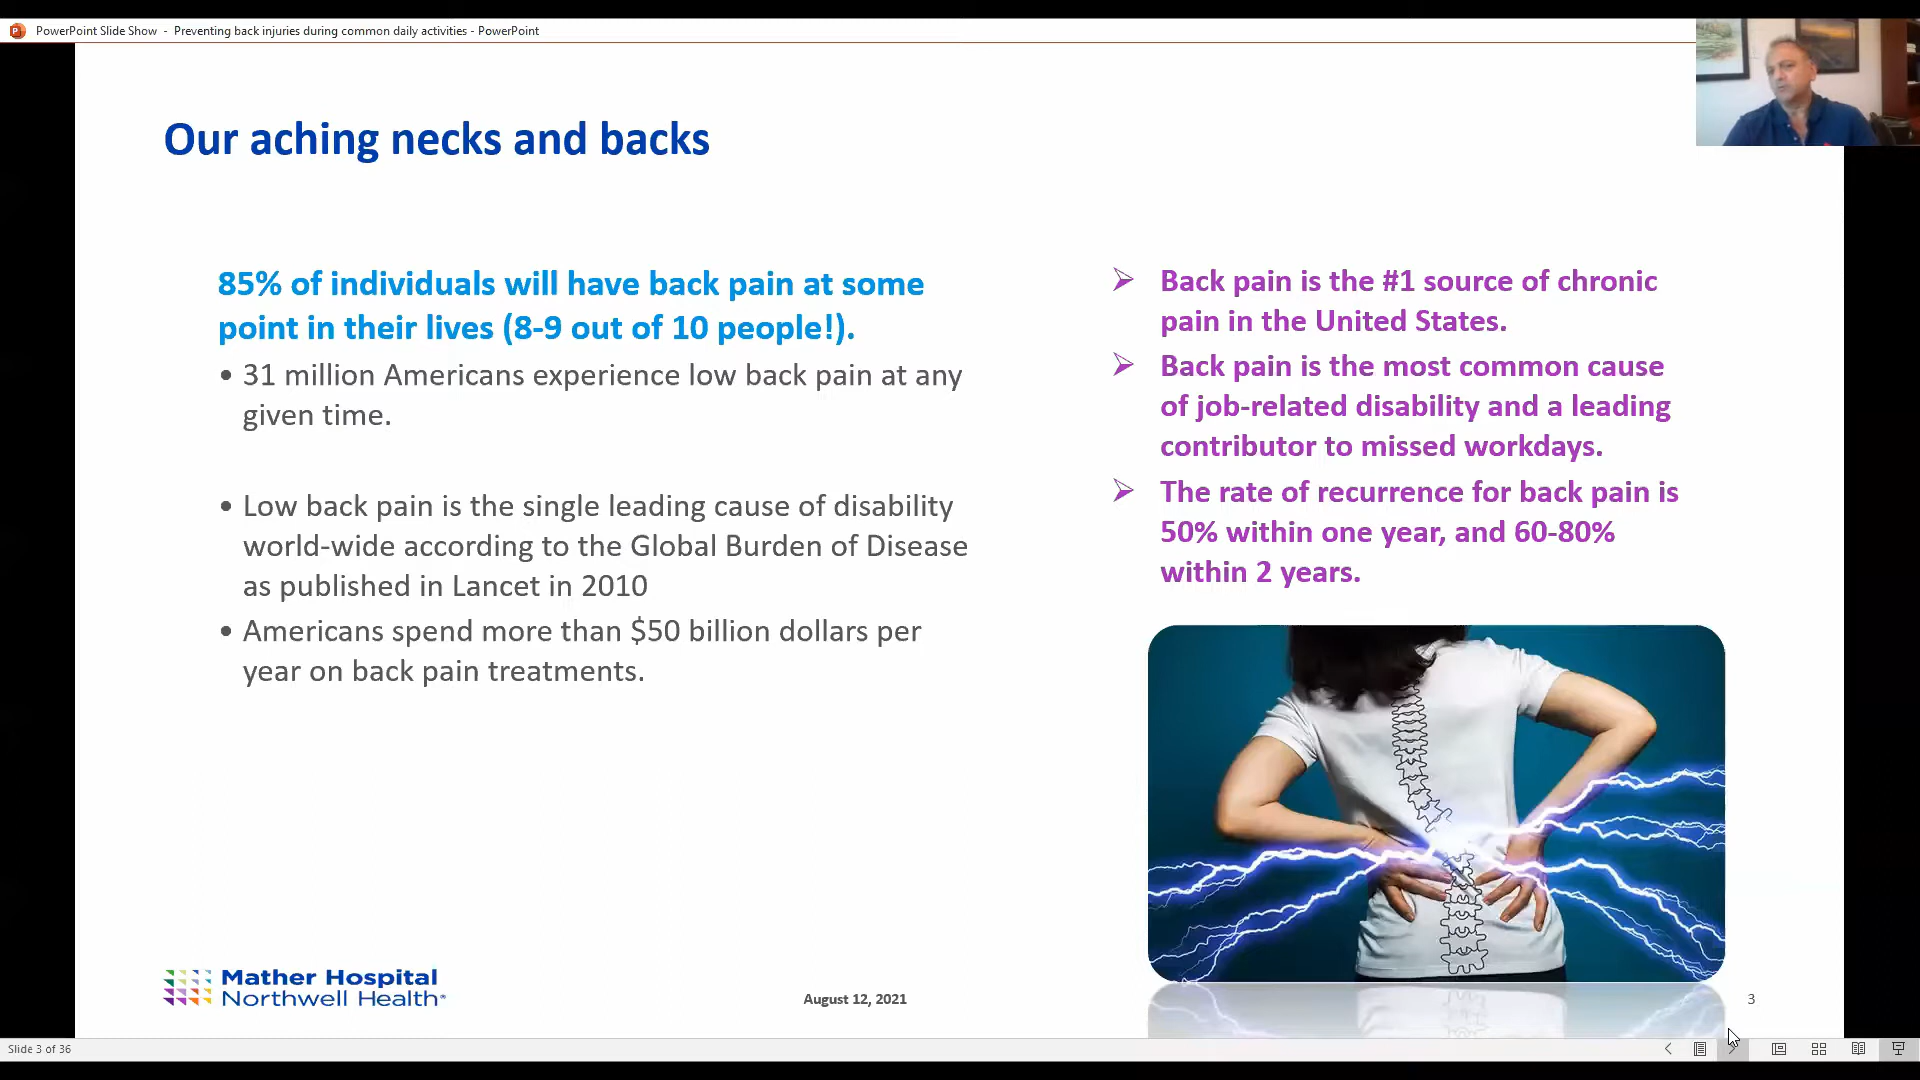 PowerPoint Slide Show - Preventing back injuries during common daily activities - PowerPoint
Our aching necks and backs
85% of individuals will have back pain at some
point in their lives (8-9 out of 10 people!).
• 31 million Americans experience low back pain at any
given time.
• Low back pain is the single leading cause of disability
world-wide according to the Global Burden of Disease
as published in Lancet in 2010
• Americans spend more than $50 billion dollars per
year on back pain treatments.
➢ Back pain is the #1 source of chronic
pain in the United States.
➢ Back pain is the most common cause
of job-related disability and a leading
contributor to missed workdays.
➢ The rate of recurrence for back pain is
50% within one year, and 60-80%
within 2 years.
Mather Hospital
Northwell Health®
August 12, 2021
3
Slide 3 of 36